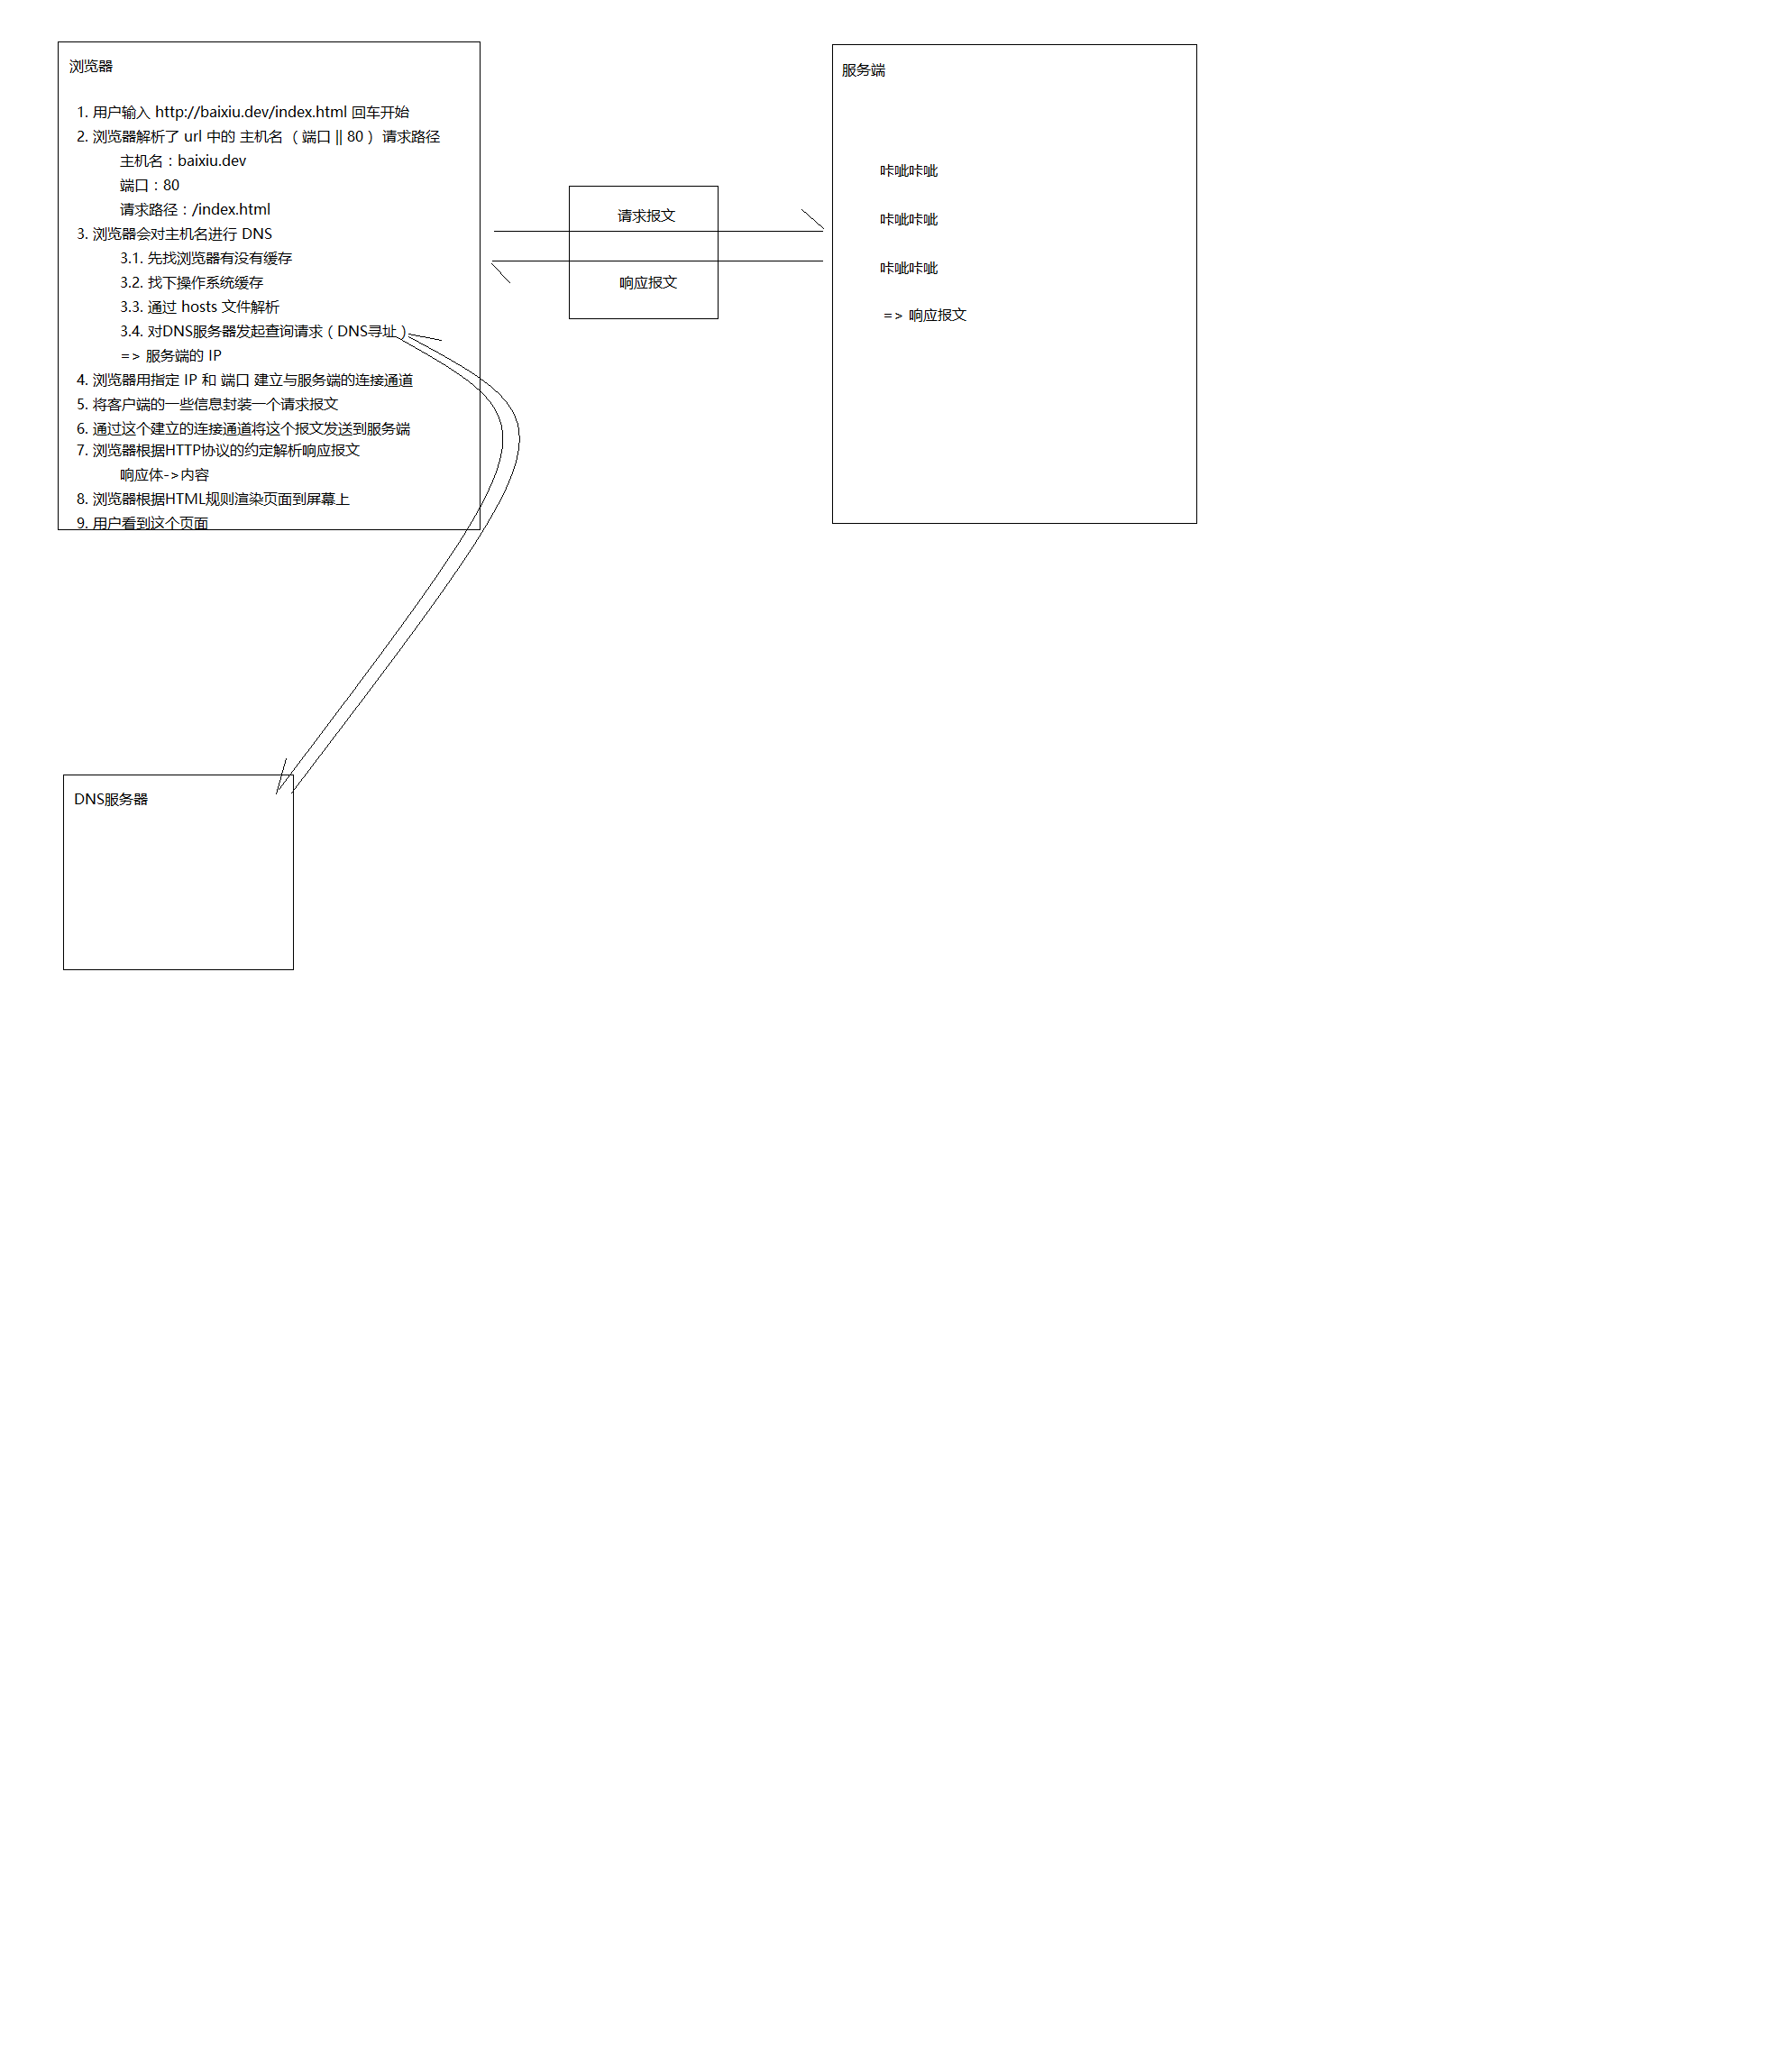 浏览器
1. 用户输入 http://baixiu.dev/index.html 回车开始
2. 浏览器解析了 url 中的 主机名 （ 端口 || 80 ） 请求路径
主机名：baixiu.dev
端口：80
请求路径：/index.html
3. 浏览器会对主机名进行 DNS
3.1. 先找浏览器有没有缓存
3.2. 找下操作系统缓存
3.3. 通过 hosts 文件解析
3.4. 对DNS服务器发起查询请求（DNS寻址）
=> 服务端的 IP
4. 浏览器用指定 IP 和 端口 建立与服务端的连接通道
5. 将客户端的一些信息封装一个请求报文
6. 通过这个建立的连接通道将这个报文发送到服务端
7. 浏览器根据HTTP协议的约定解析响应报文
响应体->内容
8. 浏览器根据HTML规则渲染页面到屏幕上
9. 用户看到这个页面
请求报文
响应报文
服务端
咔呲咔呲
咔呲咔呲
咔呲咔呲
=> 响应报文
DNS服务器